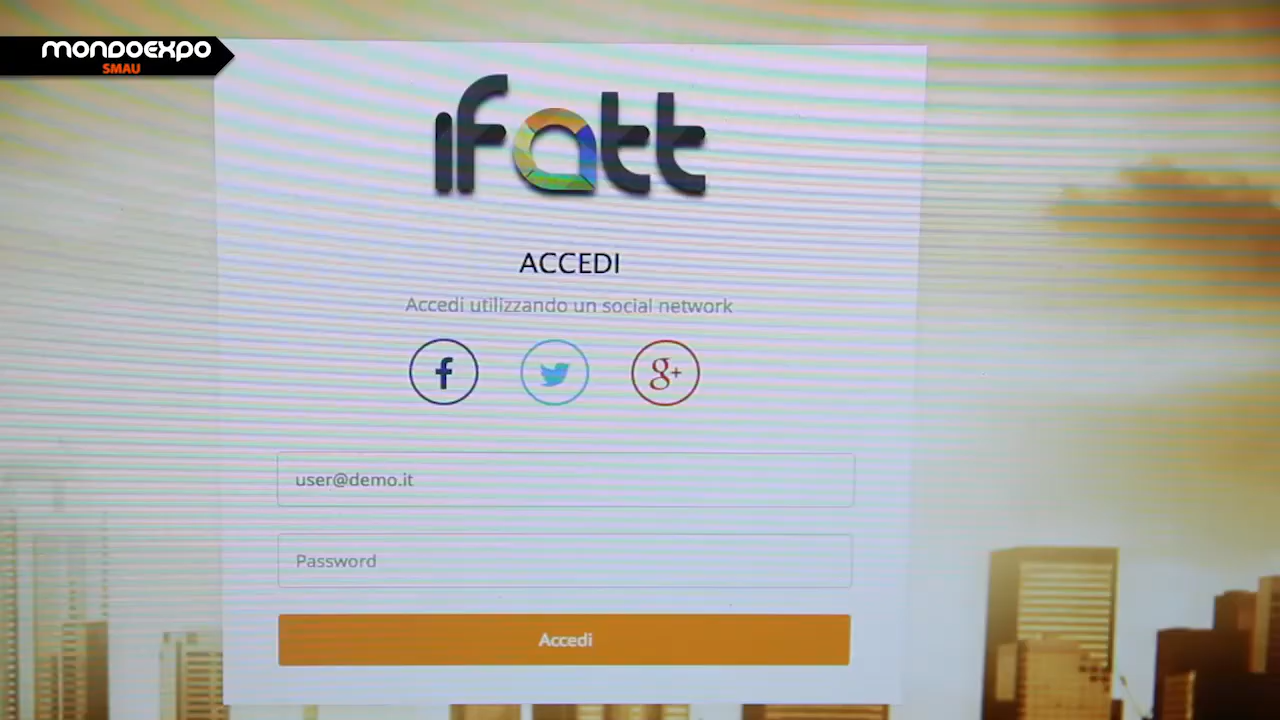 MONDOEXPO
SMAU
ifatt
ACCEDI
Accedi utilizzando un social network
f
g+
user@demo.it
Password
Accedi